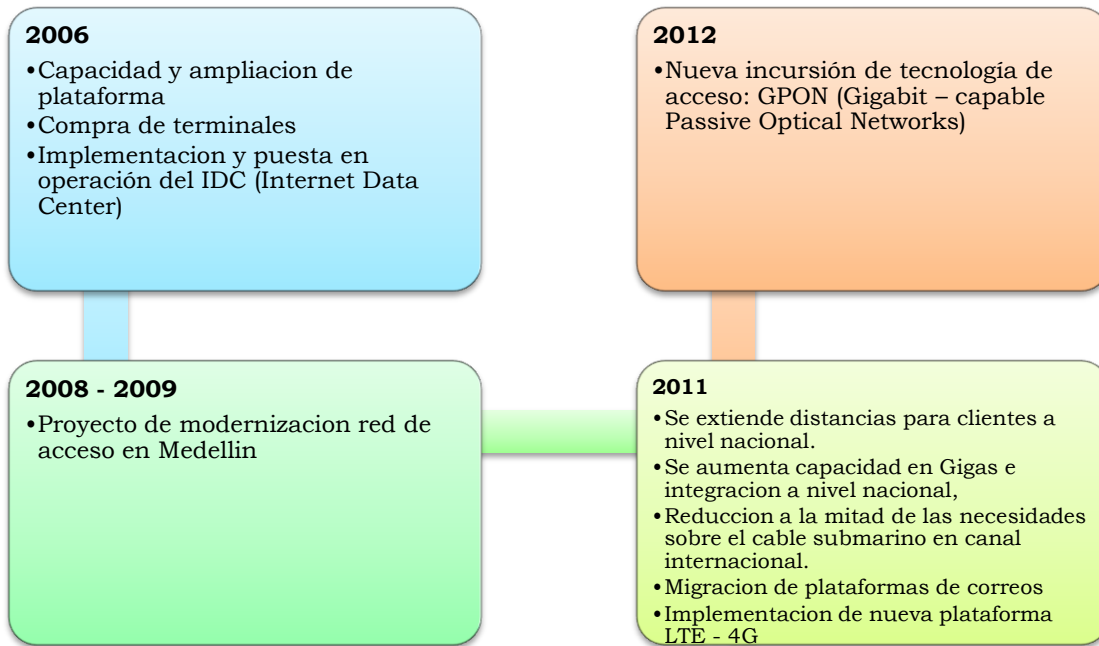 2006
•Capacidad y ampliacion de
plataforma
•Compra de terminales
•Implementacion y puesta en
operación del IDC (Internet Data
Center)
2008 - 2009
•Proyecto de modernizacion red de
acceso en Medellin
2011
•Se extiende distancias para clientes a
nivel nacional.
•Se aumenta capacidad en Gigas e
integracion a nivel nacional,
•Reduccion a la mitad de las necesidades
sobre el cable submarino en canal
internacional.
•Migracion de plataformas de correos
•Implementacion de nueva plataforma
LTE - 4G
2012
•Nueva incursión de tecnología de
acceso: GPON (Gigabit – capable
Passive Optical Networks)